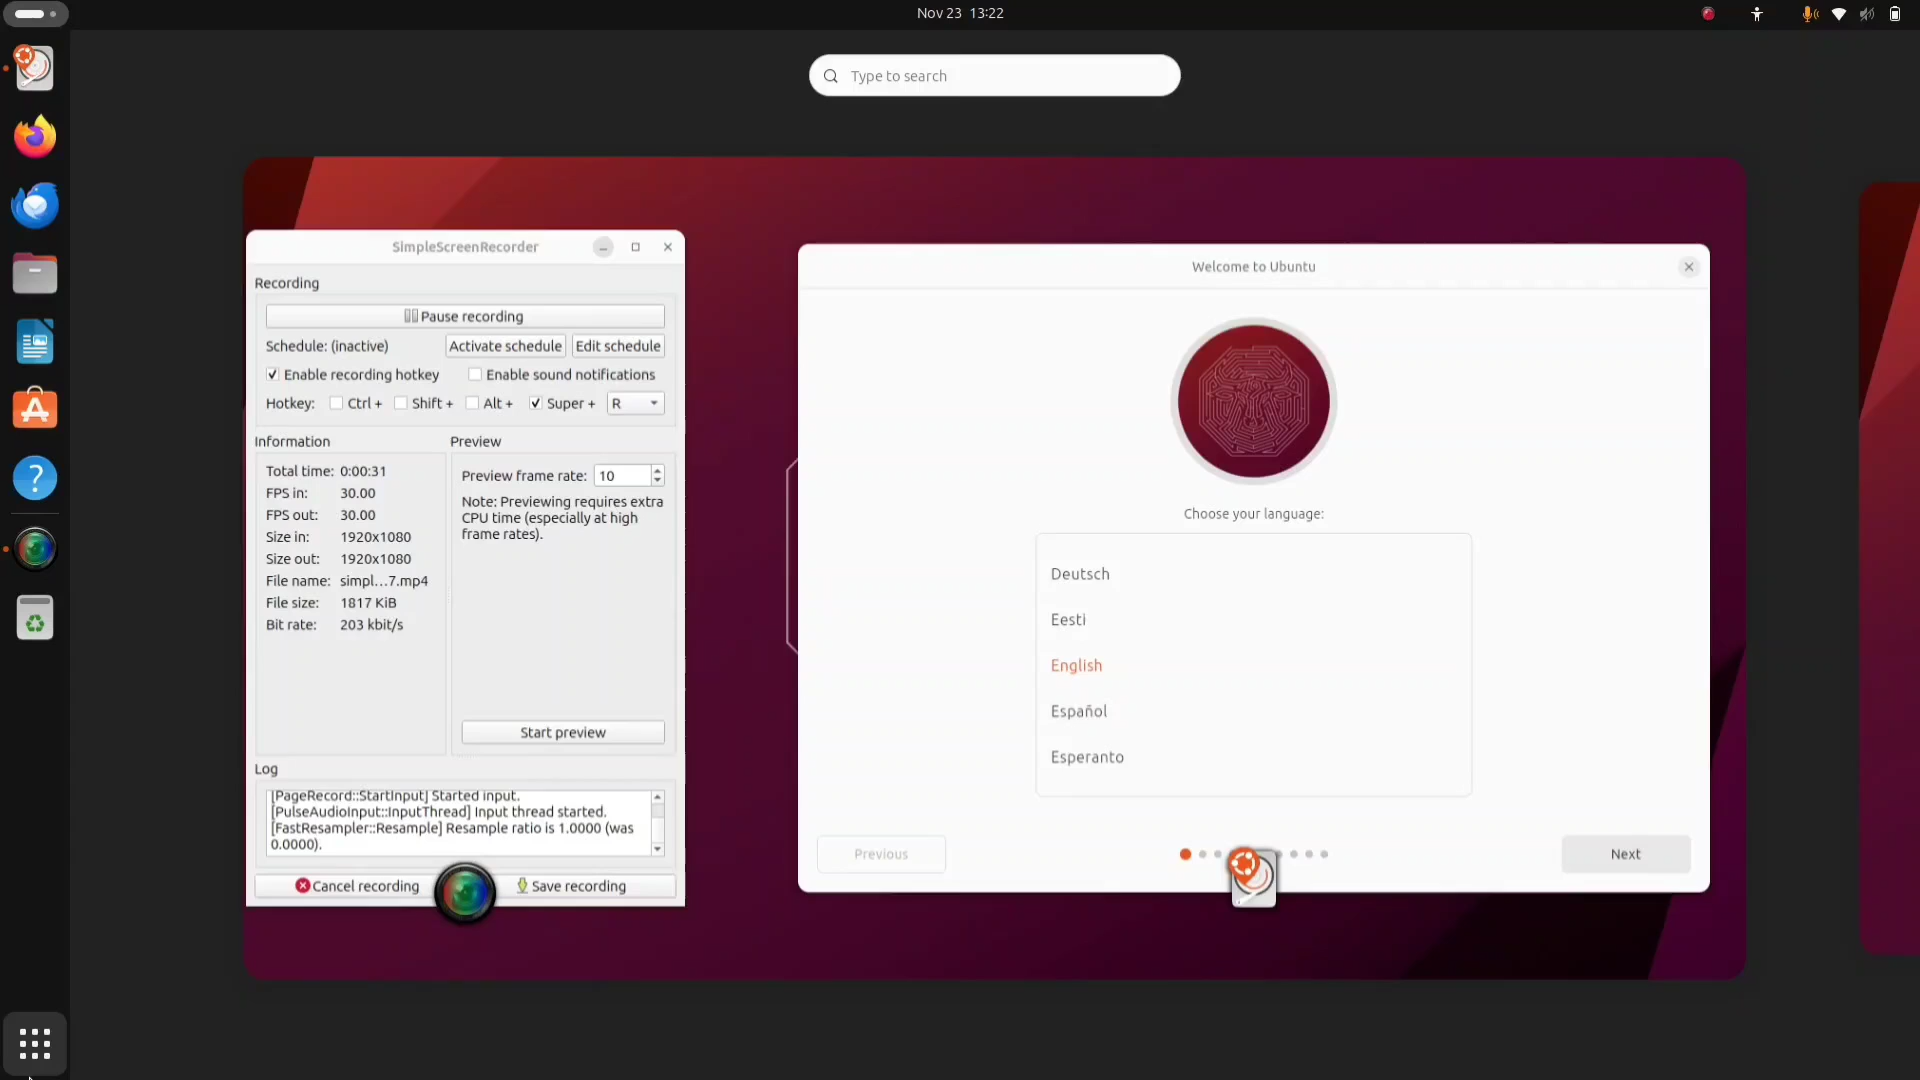 Nov 23 13:22
Type to search
SimpleScreenRecorder
Recording
Pause recording
Schedule: (inactive) Activate schedule Edit schedule
Enable recording hotkey Enable sound notifications
Hotkey: Ctrl + Shift + Alt + Super + R
Information
Total time: 0:00:31
FPS in: 30.00
FPS out: 30.00
Size in: 1920x1080
Size out: 1920x1080
File name: simpl...7.mp4
File size: 1817 KiB
Bit rate: 203 kbit/s
Preview
Preview frame rate: 10
Note: Previewing requires extra
CPU time (especially at high
frame rates).
Start preview
Log
[PageRecord::StartInput] Started input.
[PulseAudioInput::InputThread] Input thread started.
[FastResampler::Resample] Resample ratio is 1.0000 (was
0.0000).
Cancel recording Save recording
Welcome to Ubuntu
Choose your language:
Deutsch
Eesti
English
Español
Esperanto
Previous Next